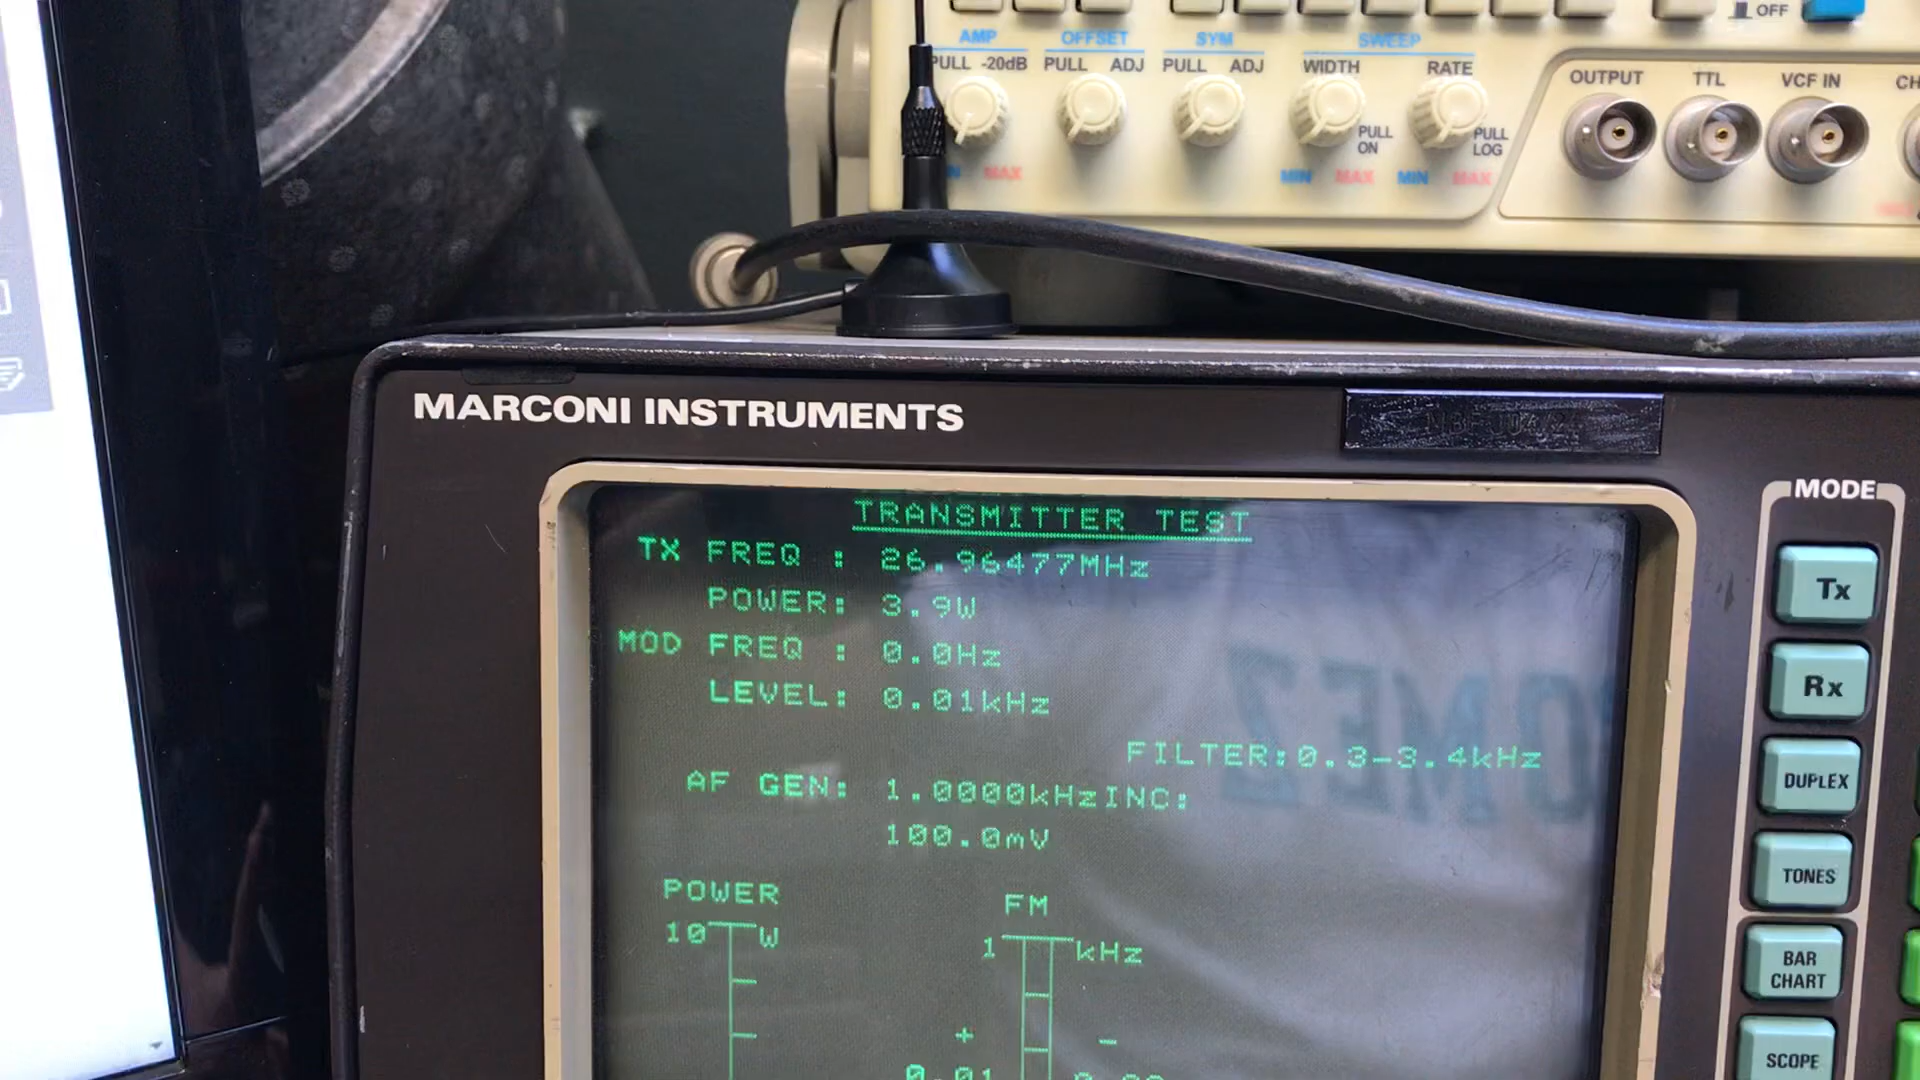 OFF
AMP OFFSET SYM SWEEP
PULL -20dB PULL ADJ PULL ADJ WIDTH RATE
OUTPUT TTL VCF IN
PULL ON
PULL LOG
MAX MIN MAX MIN MAX
MARCONI INSTRUMENTS
MODE
TRANSMITTER TEST
TX FREQ : 26.96477MHz
POWER: 3.9W
MOD FREQ : 0.0Hz
LEVEL: 0.01kHz
FILTER:0.3-3.4kHz
AF GEN: 1.0000kHzINC:
100.0mV
POWER
10 W
FM
1 kHz
+ -
0.01
Tx
Rx
DUPLEX
TONES
BAR
CHART
SCOPE